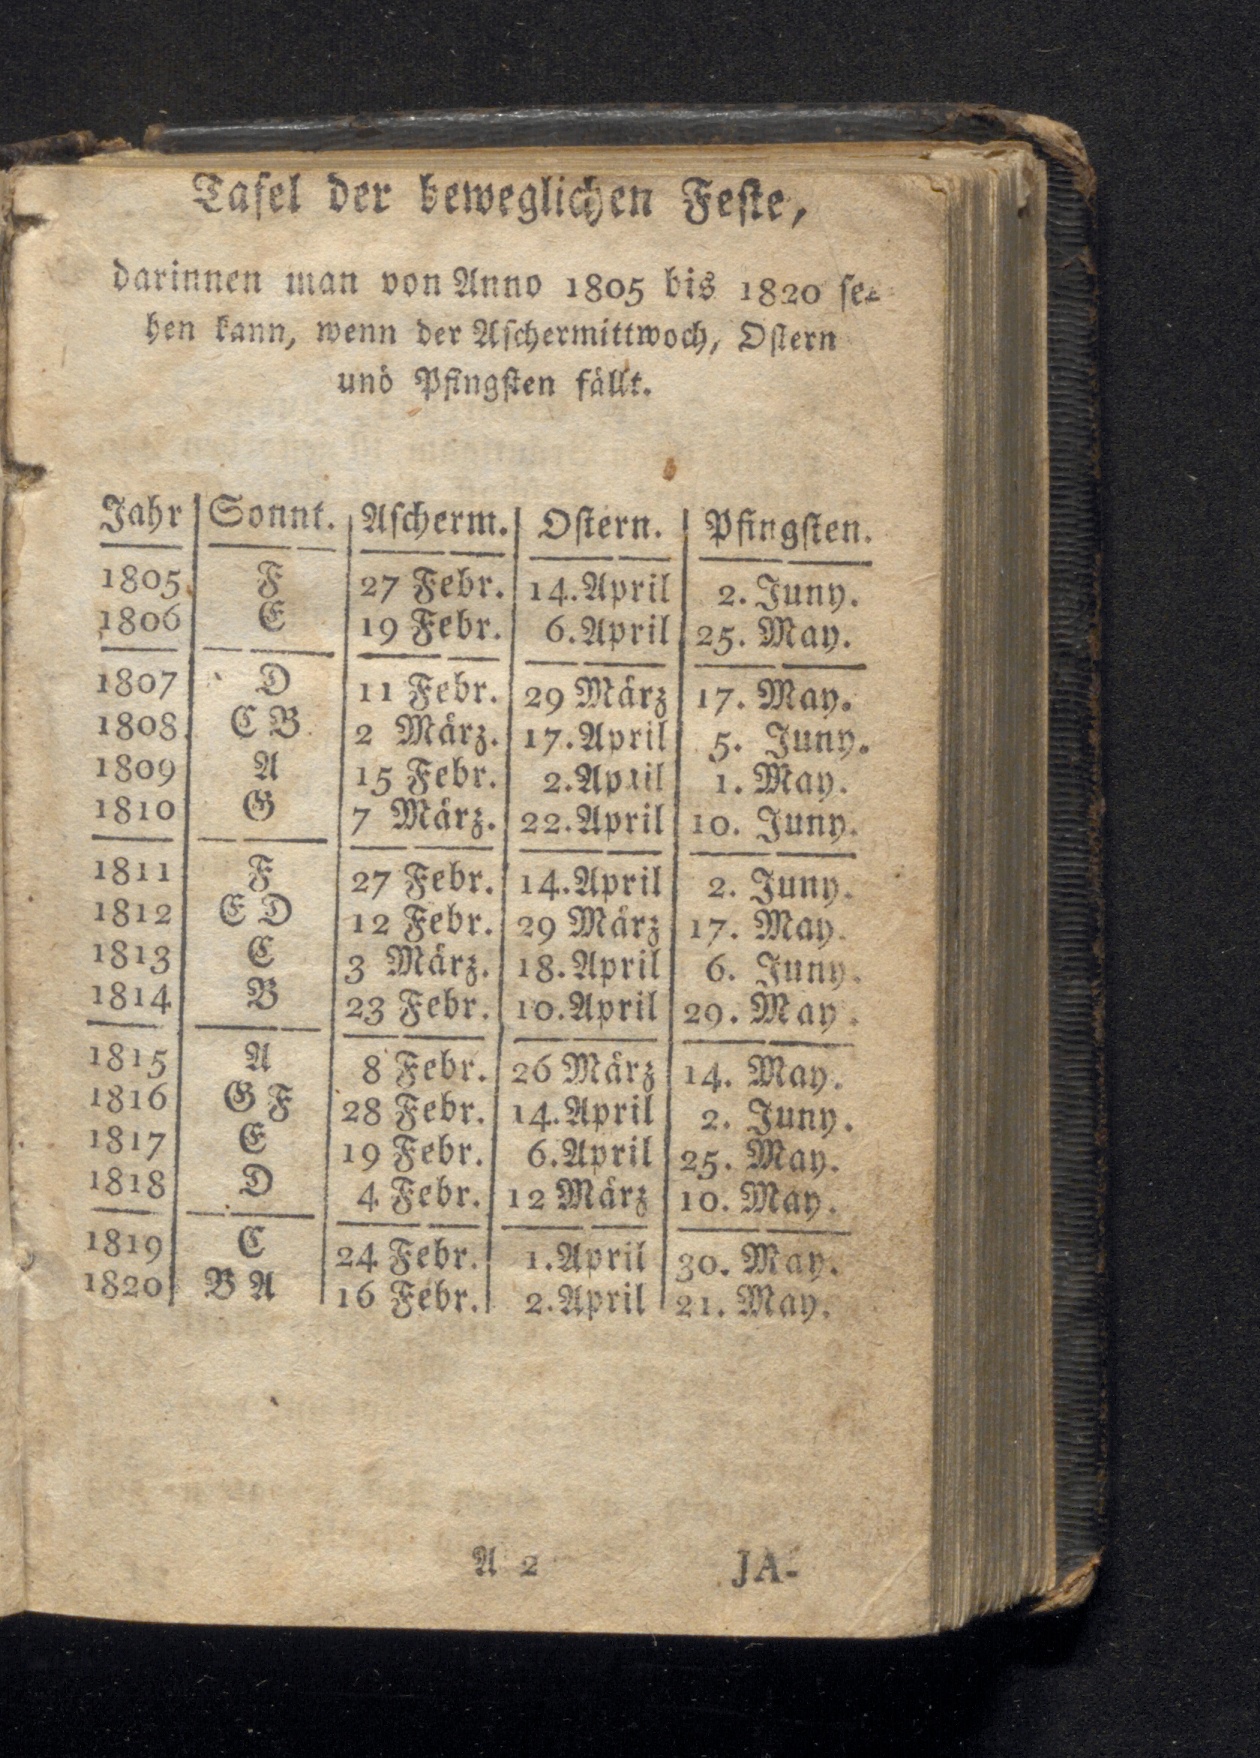 Tafel der beweglichen Feste,
darinnen man von Anno 1805 bis 1820 se-
hen kann, wenn der Aschermittwoch, Ostern
und Pfingsten fällt.
Jahr Sonnt. Ascherm. Ostern. Pfingsten.
1805 F 27 Febr. 14. April 2. Juny.
1806 E 19 Febr. 6. April 25. May.
1807 D 11 Febr. 29 März 17. May.
1808 C B 2 März. 17. April 5. Juny.
1809 A 15 Febr. 2. April 1. May.
1810 G 7 März. 22. April 10. Juny.
1811 F 27 Febr. 14. April 2. Juny.
1812 E D 12 Febr. 29 März 17. May.
1813 C 3 März. 18. April 6. Juny.
1814 B 23 Febr. 10. April 29. May.
1815 A 8 Febr. 26 März 14. May.
1816 G F 28 Febr. 14. April 2. Juny.
1817 E 19 Febr. 6. April 25. May.
1818 D 4 Febr. 12 März 10. May.
1819 C 24 Febr. 1. April 30. May.
1820 B A 16 Febr. 2. April 21. May.
A 2 JA-